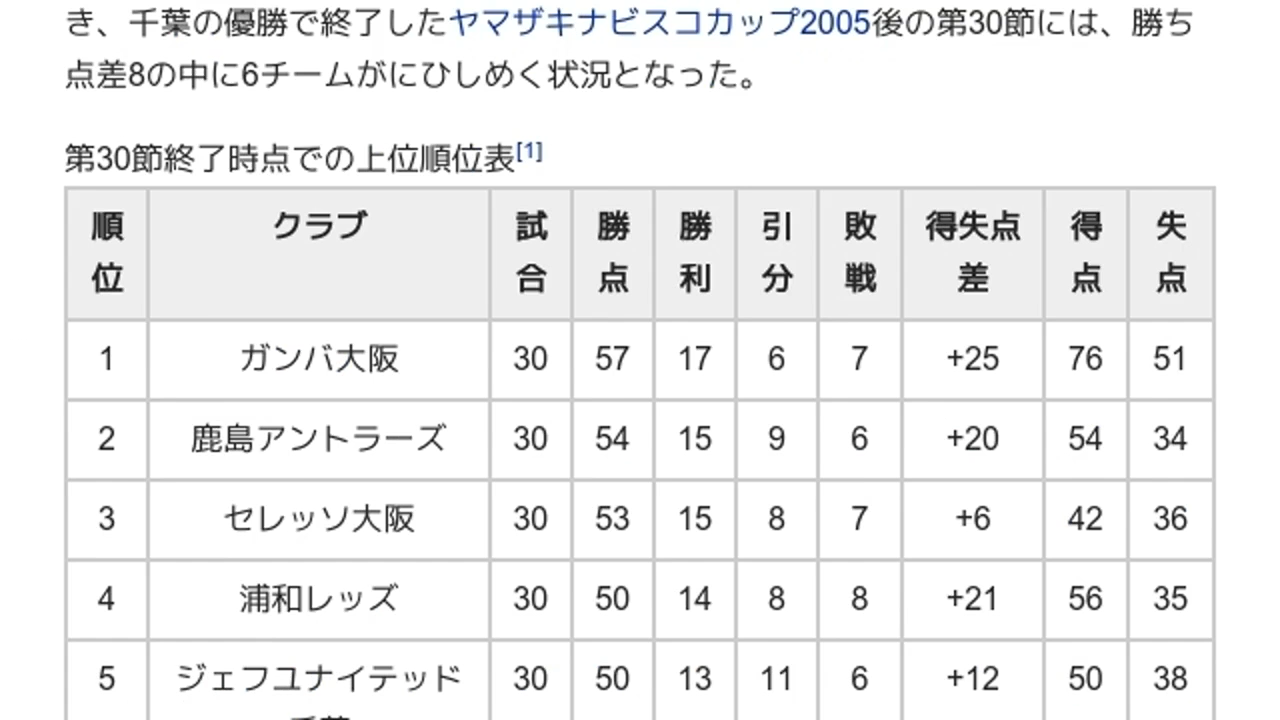 き、千葉の優勝で終了したヤマザキナビスコカップ2005後の第30節には、勝ち
点差8の中に6チームがにひしめく状況となった。
第30節終了時点での上位順位表[1]
順位 クラブ 試合 勝点 勝利 引分 敗戦 得失点差 得点 失点
1 ガンバ大阪 30 57 17 6 7 +25 76 51
2 鹿島アントラーズ 30 54 15 9 6 +20 54 34
3 セレッソ大阪 30 53 15 8 7 +6 42 36
4 浦和レッズ 30 50 14 8 8 +21 56 35
5 ジェフユナイテッド 30 50 13 11 6 +12 50 38